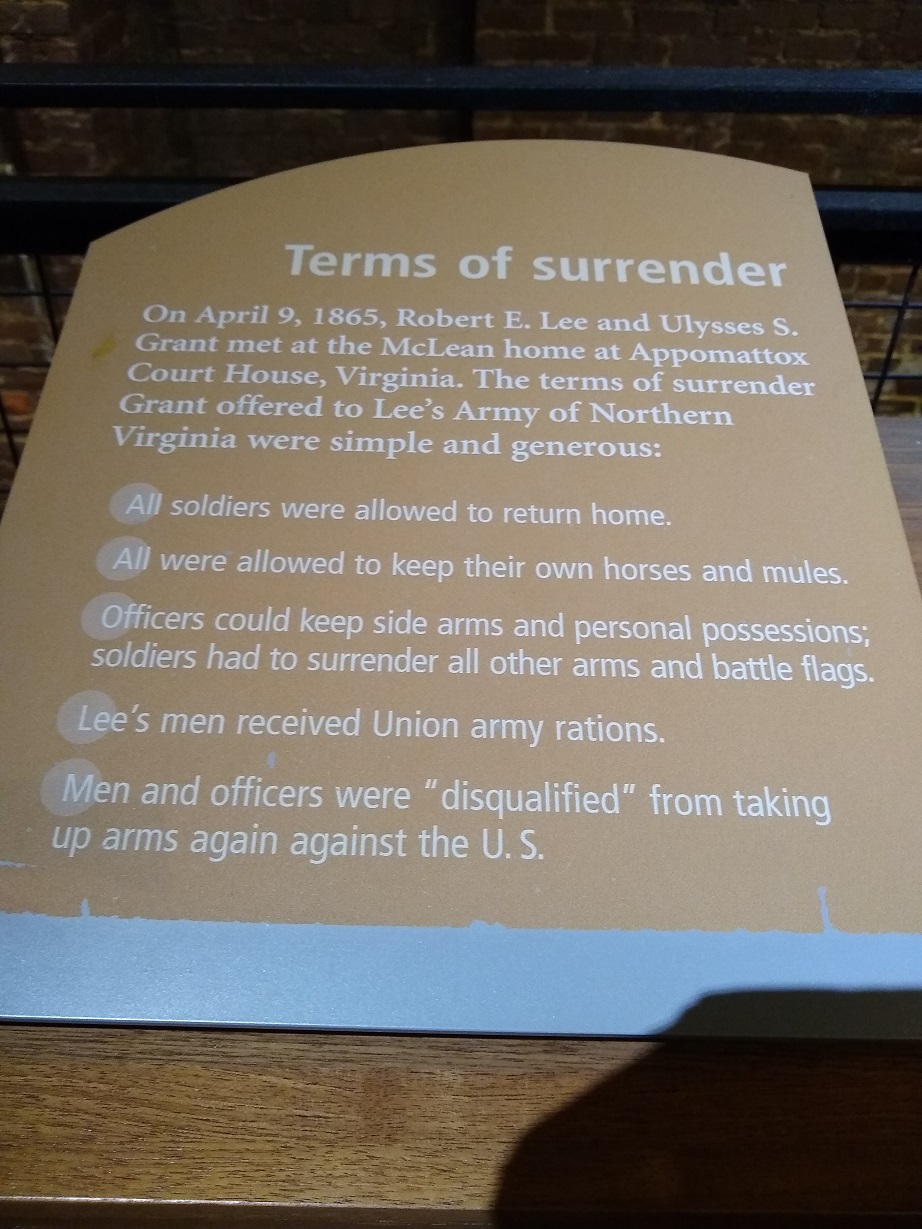 Terms of surrender
On April 9, 1865, Robert E. Lee and Ulysses S.
Grant met at the McLean home at Appomattox
Court House, Virginia. The terms of surrender
Grant offered to Lee's Army of Northern
Virginia were simple and generous:
All soldiers were allowed to return home.
All were allowed to keep their own horses and mules.
Officers could keep side arms and personal possessions;
soldiers had to surrender all other arms and battle flags.
Lee's men received Union army rations.
Men and officers were "disqualified" from taking
up arms again against the U. S.